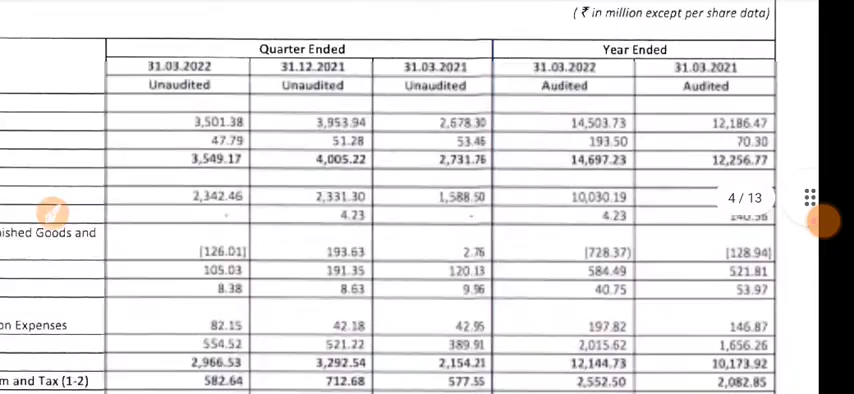 ( ₹ in million except per share data)
Quarter Ended Year Ended
31.03.2022 31.12.2021 31.03.2021 31.03.2022 31.03.2021
Unaudited Unaudited Unaudited Audited Audited
3,501.38 3,953.94 2,678.30 14,503.73 12,186.47
47.79 51.28 53.46 193.50 70.30
3,549.17 4,005.22 2,731.76 14,697.23 12,256.77
2,342.46 2,331.30 1,588.50 10,030.19 4 / 13
- 4.23 - 4.23
ished Goods and
(126.01) 193.63 2.76 (728.37) (128.94)
105.03 191.35 120.13 584.49 521.81
8.38 8.63 9.96 40.75 53.97
on Expenses 82.15 42.18 42.95 197.82 146.87
554.52 521.22 389.91 2,015.62 1,656.26
2,966.53 3,292.54 2,154.21 12,144.73 10,173.92
m and Tax (1-2) 582.64 712.68 577.55 2,552.50 2,082.85